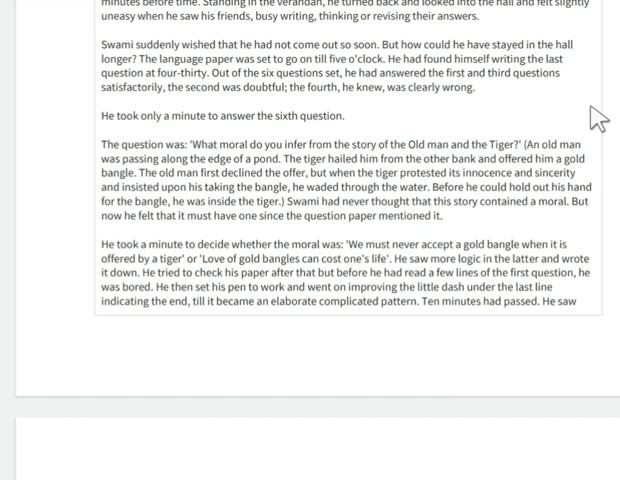 minutes before time. Standing in the verandah, he turned back and looked into the hall and felt slightly
uneasy when he saw his friends, busy writing, thinking or revising their answers.
Swami suddenly wished that he had not come out so soon. But how could he have stayed in the hall
longer? The language paper was set to go on till five o'clock. He had found himself writing the last
question at four-thirty. Out of the six questions set, he had answered the first and third questions
satisfactorily, the second was doubtful; the fourth, he knew, was clearly wrong.
He took only a minute to answer the sixth question.
The question was: 'What moral do you infer from the story of the Old man and the Tiger?' (An old man
was passing along the edge of a pond. The tiger hailed him from the other bank and offered him a gold
bangle. The old man first declined the offer, but when the tiger protested its innocence and sincerity
and insisted upon his taking the bangle, he waded through the water. Before he could hold out his hand
for the bangle, he was inside the tiger.) Swami had never thought that this story contained a moral. But
now he felt that it must have one since the question paper mentioned it.
He took a minute to decide whether the moral was: 'We must never accept a gold bangle when it is
offered by a tiger' or 'Love of gold bangles can cost one's life'. He saw more logic in the latter and wrote
it down. He tried to check his paper after that but before he had read a few lines of the first question, he
was bored. He then set his pen to work and went on improving the little dash under the last line
indicating the end, till it became an elaborate complicated pattern. Ten minutes had passed. He saw